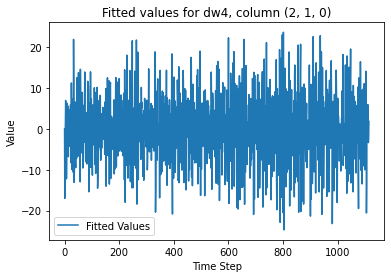 Fitted values for dw4, column (2, 1, 0)
20
10
0
−10
−20
Value
Fitted Values
0
200
400
600
800
1000
Time Step